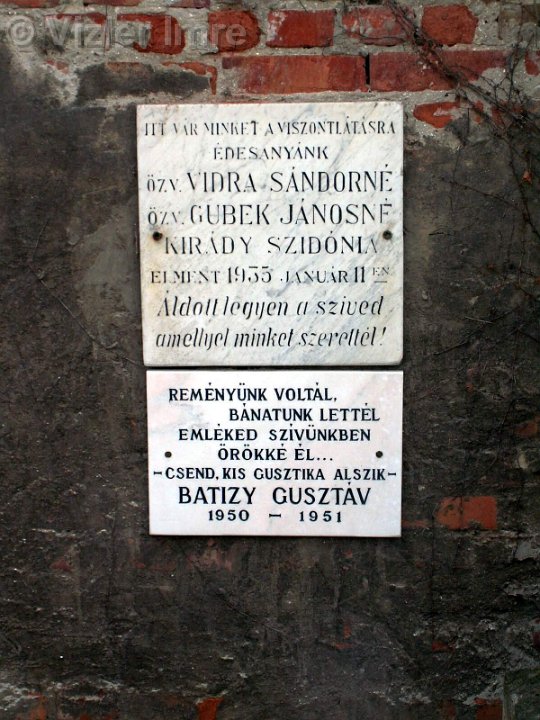 © Vizler Imre
ITT VÁR MINKET A VISZONTLÁTÁSRA
ÉDESANYÁNK
ÖZV. VIDRA SÁNDORNÉ
ÖZV. GUBEK JÁNOSNÉ
KIRÁDY SZIDÓNIA
ELMENT 1935 JANUÁR 11 EN
Áldott legyen a szived
amellyel minket szerettél!
REMÉNYÜNK VOLTÁL,
BÁNATUNK LETTÉL
EMLÉKED SZÍVÜNKBEN
ÖRÖKKÉ ÉL...
-CSEND, KIS GUSZTIKA ALSZIK-
BATIZY GUSZTÁV
1950 - 1951